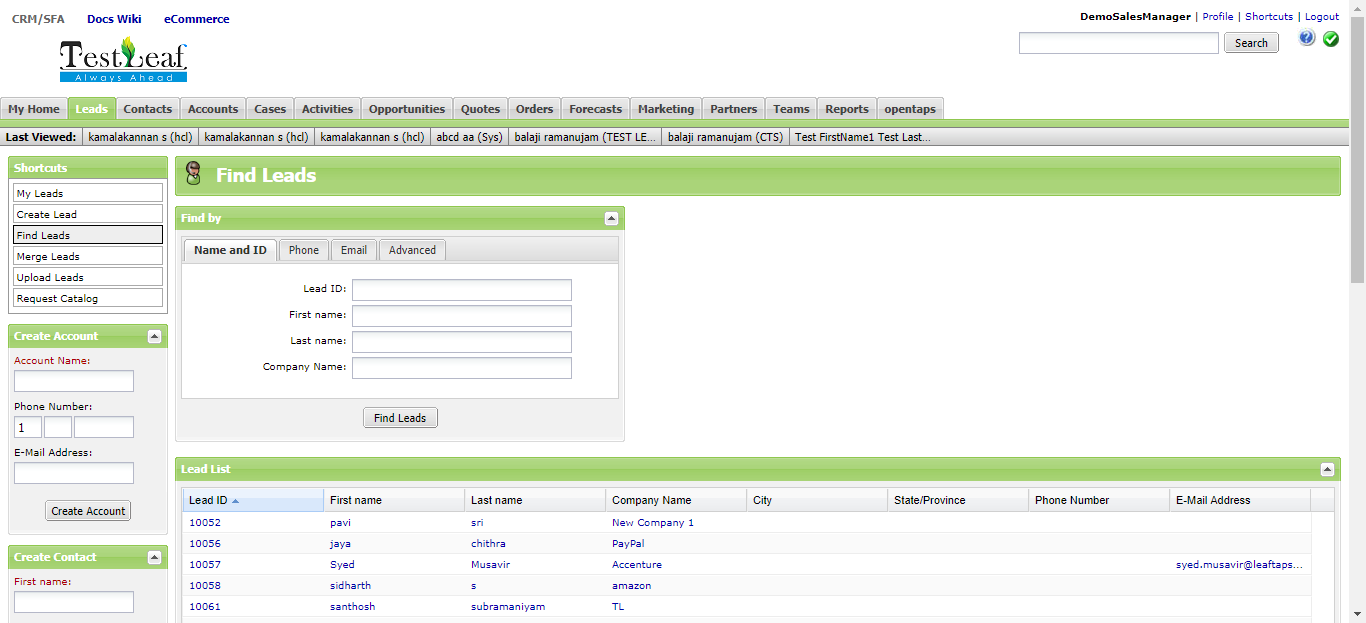 CRM/SFA Docs Wiki eCommerce
DemoSalesManager | Profile | Shortcuts | Logout
Search
TestLeaf
Always Ahead
My Home Leads Contacts Accounts Cases Activities Opportunities Quotes Orders Forecasts Marketing Partners Teams Reports opentaps
Last Viewed: kamalakannan s (hcl) kamalakannan s (hcl) kamalakannan s (hcl) abcd aa (Sys) balaji ramanujam (TEST LE... balaji ramanujam (CTS) Test FirstName1 Test Last...
Shortcuts
My Leads
Create Lead
Find Leads
Merge Leads
Upload Leads
Request Catalog
Create Account
Account Name:
Phone Number:
1
E-Mail Address:
Create Account
Create Contact
First name:
Find Leads
Find by
Name and ID Phone Email Advanced
Lead ID:
First name:
Last name:
Company Name:
Find Leads
Lead List
Lead ID First name Last name Company Name City State/Province Phone Number E-Mail Address
10052 pavi sri New Company 1
10056 jaya chithra PayPal
10057 Syed Musavir Accenture syed.musavir@leaftaps...
10058 sidharth s amazon
10061 santhosh subramaniyam TL